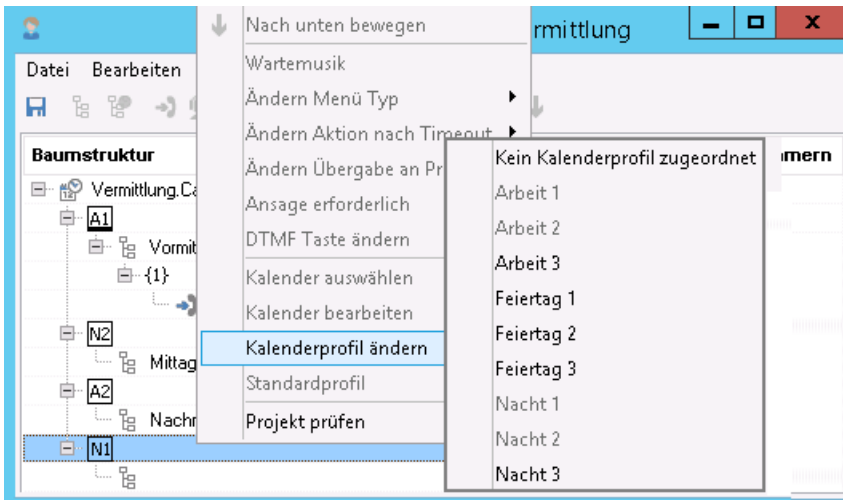 Nach unten bewegen
rmittlung
Datei Bearbeiten
Wartemusik
Ändern Menü Typ
Ändern Aktion nach Timeout
Ändern Übergabe an Pr
Ansage erforderlich
DTMF Taste ändern
Kalender auswählen
Kalender bearbeiten
Kalenderprofil ändern
Standardprofil
Projekt prüfen
Kein Kalenderprofil zugeordnet
Arbeit 1
Arbeit 2
Arbeit 3
Feiertag 1
Feiertag 2
Feiertag 3
Nacht 1
Nacht 2
Nacht 3
Baumstruktur
mmern
Vermittlung.Ca
A1
Vormit
{1}
N2
Mittag
A2
Nachr
N1